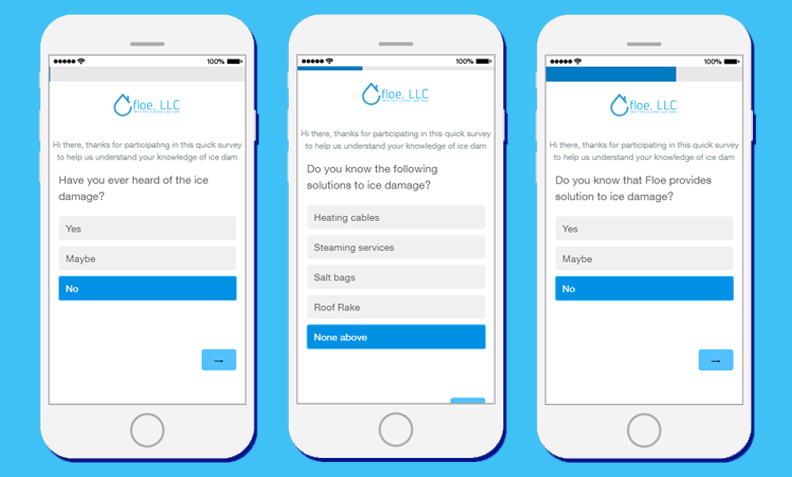 100%
floe, LLC
Hi there, thanks for participating in this quick survey
to help us understand your knowledge of ice dam
Have you ever heard of the ice
damage?
Yes
Maybe
No
→
100%
floe, LLC
Hi there, thanks for participating in this quick survey
to help us understand your knowledge of ice dam
Do you know the following
solutions to ice damage?
Heating cables
Steaming services
Salt bags
Roof Rake
None above
100%
floe, LLC
Hi there, thanks for participating in this quick survey
to help us understand your knowledge of ice dam
Do you know that Floe provides
solution to ice damage?
Yes
Maybe
No
→